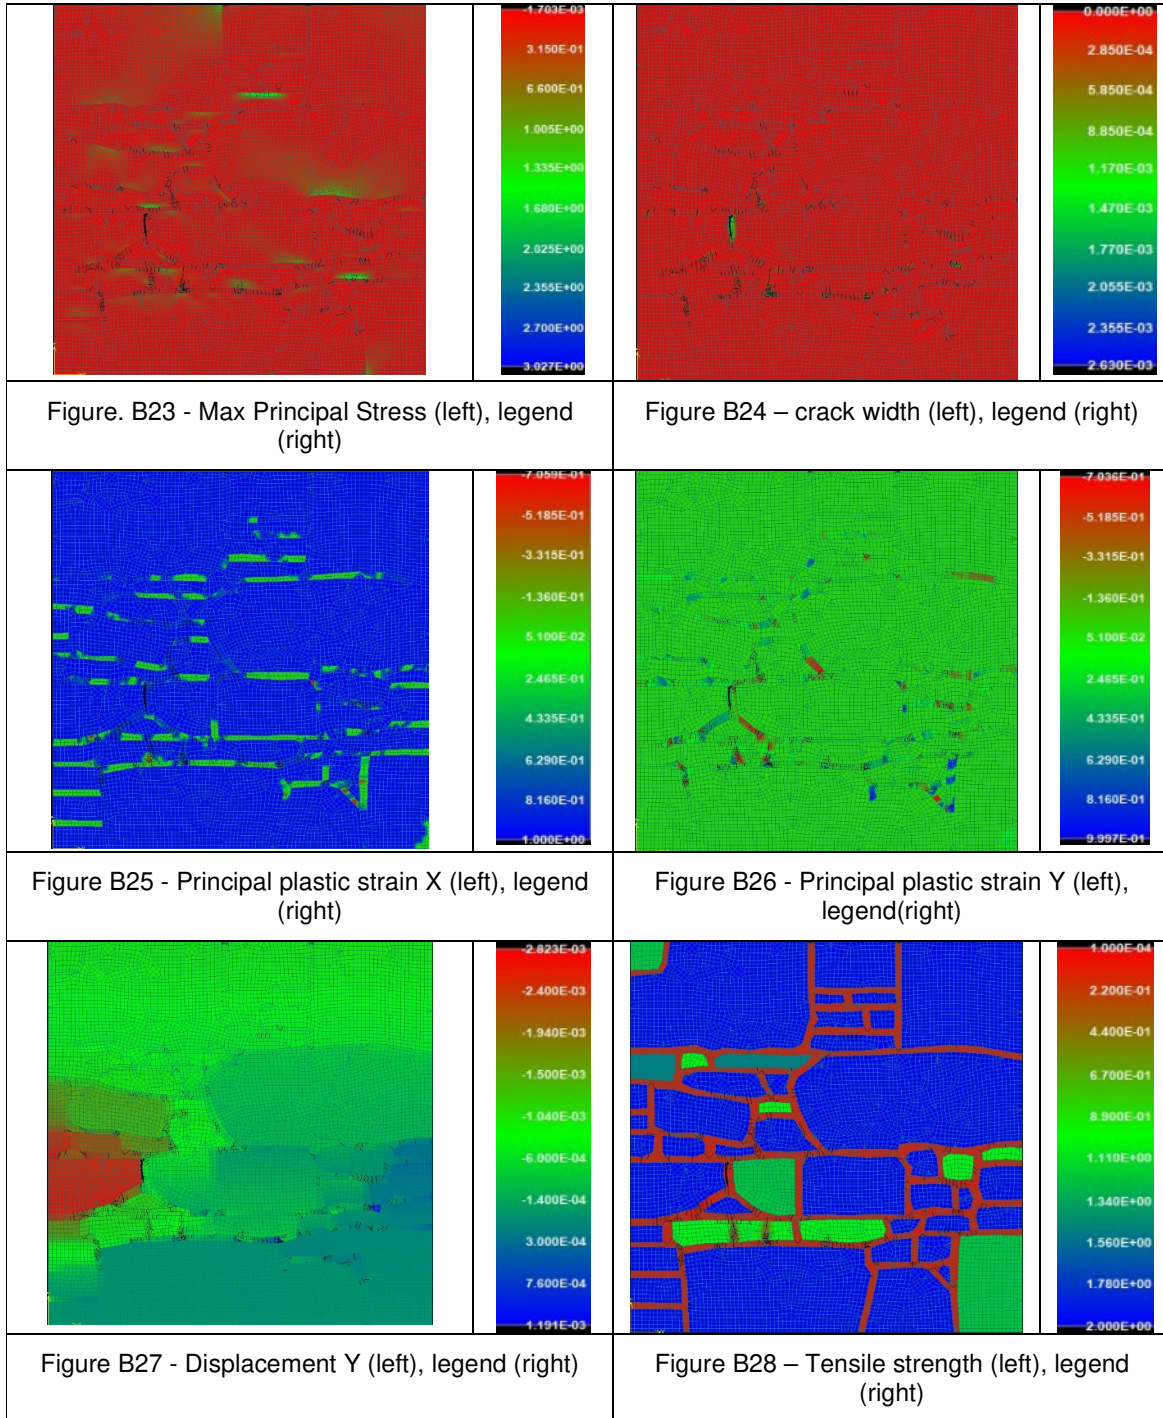 -1.703E-03
3.150E-01
6.600E-01
1.005E+00
1.335E+00
1.680E+00
2.025E+00
2.355E+00
2.700E+00
3.027E+00
0.000E+00
2.850E-04
5.850E-04
8.850E-04
1.170E-03
1.470E-03
1.770E-03
2.055E-03
2.355E-03
2.630E-03
Figure. B23 - Max Principal Stress (left), legend
(right)
Figure B24 – crack width (left), legend (right)
-7.059E-01
-5.185E-01
-3.315E-01
-1.360E-01
5.100E-02
2.465E-01
4.335E-01
6.290E-01
8.160E-01
1.000E+00
-7.036E-01
-5.185E-01
-3.315E-01
-1.360E-01
5.100E-02
2.465E-01
4.335E-01
6.290E-01
8.160E-01
9.997E-01
Figure B25 - Principal plastic strain X (left), legend
(right)
Figure B26 - Principal plastic strain Y (left),
legend(right)
-2.823E-03
-2.400E-03
-1.940E-03
-1.500E-03
-1.040E-03
-6.000E-04
-1.400E-04
3.000E-04
7.600E-04
1.191E-03
1.000E-04
2.200E-01
4.400E-01
6.700E-01
8.900E-01
1.110E+00
1.340E+00
1.560E+00
1.780E+00
2.000E+00
Figure B27 - Displacement Y (left), legend (right)
Figure B28 – Tensile strength (left), legend
(right)